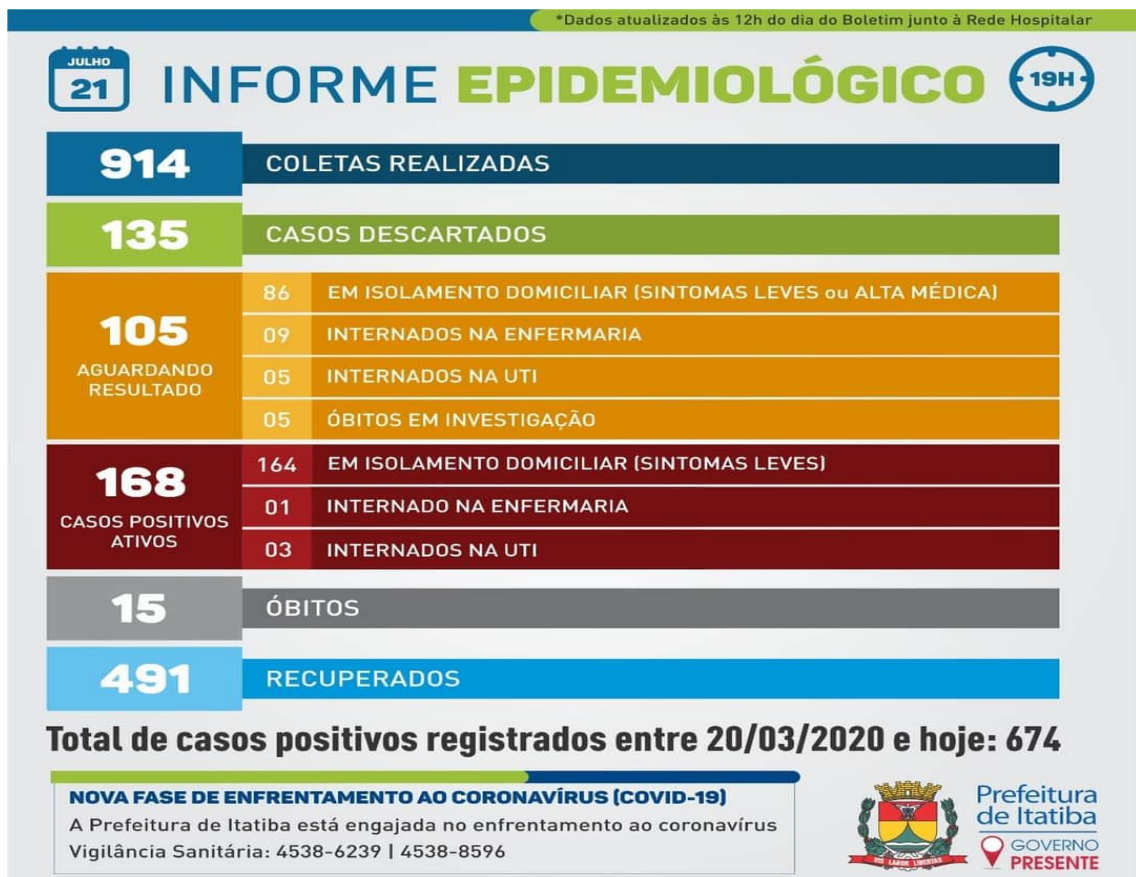 *Dados atualizados às 12h do dia do Boletim junto à Rede Hospitalar
JULHO
21
INFORME EPIDEMIOLÓGICO
19H
914 COLETAS REALIZADAS
135 CASOS DESCARTADOS
105
AGUARDANDO
RESULTADO
86 EM ISOLAMENTO DOMICILIAR (SINTOMAS LEVES ou ALTA MÉDICA)
09 INTERNADOS NA ENFERMARIA
05 INTERNADOS NA UTI
05 ÓBITOS EM INVESTIGAÇÃO
168
CASOS POSITIVOS
ATIVOS
164 EM ISOLAMENTO DOMICILIAR (SINTOMAS LEVES)
01 INTERNADO NA ENFERMARIA
03 INTERNADOS NA UTI
15 ÓBITOS
491 RECUPERADOS
Total de casos positivos registrados entre 20/03/2020 e hoje: 674
NOVA FASE DE ENFRENTAMENTO AO CORONAVÍRUS (COVID-19)
A Prefeitura de Itatiba está engajada no enfrentamento ao coronavírus
Vigilância Sanitária: 4538-6239 | 4538-8596
Prefeitura
de Itatiba
GOVERNO
PRESENTE